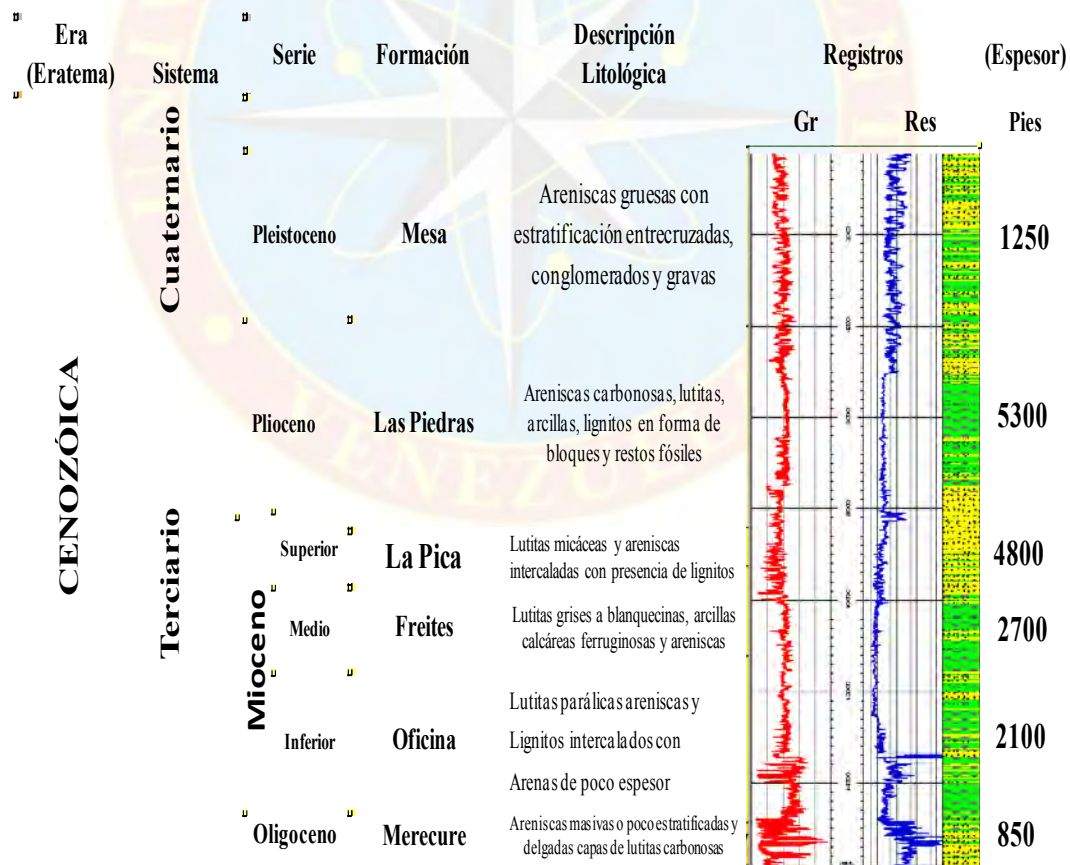 Era
(Eratema)
Sistema
Serie
Formación
Descripción
Litológica
Registros
(Espesor)
Gr
Res
Pies
CENOZÓICA
Cuaternario
Pleistoceno
Mesa
Areniscas gruesas con
estratificación entrecruzadas,
conglomerados y gravas
1250
Terciario
Plioceno
Las Piedras
Areniscas carbonosas, lutitas,
arcillas, lignitos en forma de
bloques y restos fósiles
5300
Mioceno
Superior
La Pica
Lutitas micáceas y areniscas
intercaladas con presencia de lignitos
4800
Medio
Freites
Lutitas grises a blanquecinas, arcillas
calcáreas ferruginosas y areniscas
2700
Inferior
Oficina
Lutitas parálicas areniscas y
Lignitos intercalados con
Arenas de poco espesor
2100
Oligoceno
Merecure
Areniscas masivas o poco estratificadas y
delgadas capas de lutitas carbonosas
850